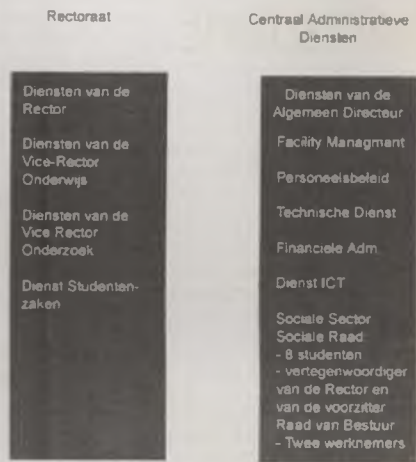 Rectoraat
Diensten van de
Rector
Diensten van de
Vice-Rector
Onderwijs
Diensten van de
Vice Rector
Onderzoek
Dienst Studenten-
zaken
Centraal Administratieve
Diensten
Diensten van de
Algemeen Directeur
Facility Managment
Personeelsbeleid
Technische Dienst
Financiele Adm.
Dienst ICT
Sociale Sector
Sociale Raad:
- 8 studenten
- vertegenwoordiger
van de Rector en
van de voorzitter
Raad van Bestuur
- Twee werknemers